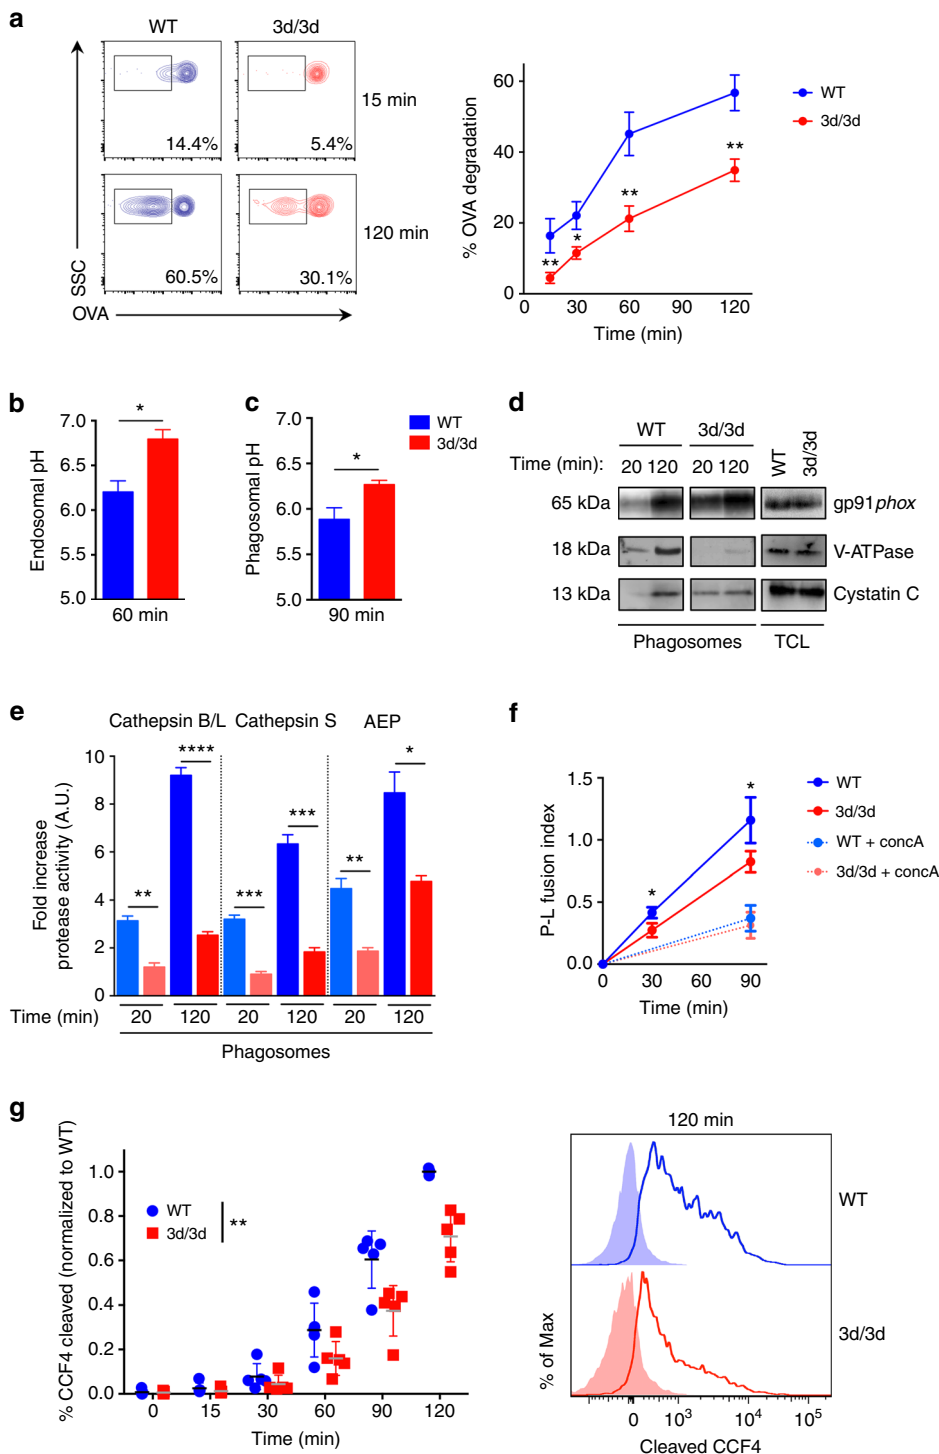 a
WT
3d/3d
14.4%
5.4%
15 min
60.5%
30.1%
120 min
SSC
OVA
% OVA degradation
60
40
20
0
**
*
**
**
0 30 60 90 120
Time (min)
WT
3d/3d
b
Endosomal pH
7.0
6.5
6.0
5.5
5.0
*
60 min
c
Phagosomal pH
7.0
6.5
6.0
5.5
5.0
*
90 min
WT
3d/3d
d
WT
3d/3d
WT
3d/3d
Time (min): 20 120 20 120
65 kDa
gp91phox
18 kDa
V-ATPase
13 kDa
Cystatin C
Phagosomes
TCL
e
Cathepsin B/L
Cathepsin S
AEP
Fold increase
protease activity (A.U.)
10
8
6
4
2
0
**
****
***
***
**
*
Time (min) 20 120 20 120 20 120
Phagosomes
f
P-L fusion index
1.5
1.0
0.5
0.0
*
*
0 30 60 90
Time (min)
WT
3d/3d
WT + concA
3d/3d + concA
g
% CCF4 cleaved (normalized to WT)
1.0
0.8
0.6
0.4
0.2
0.0
WT
3d/3d
**
0 15 30 60 90 120
Time (min)
120 min
WT
3d/3d
% of Max
0 10³ 10⁴ 10⁵
Cleaved CCF4